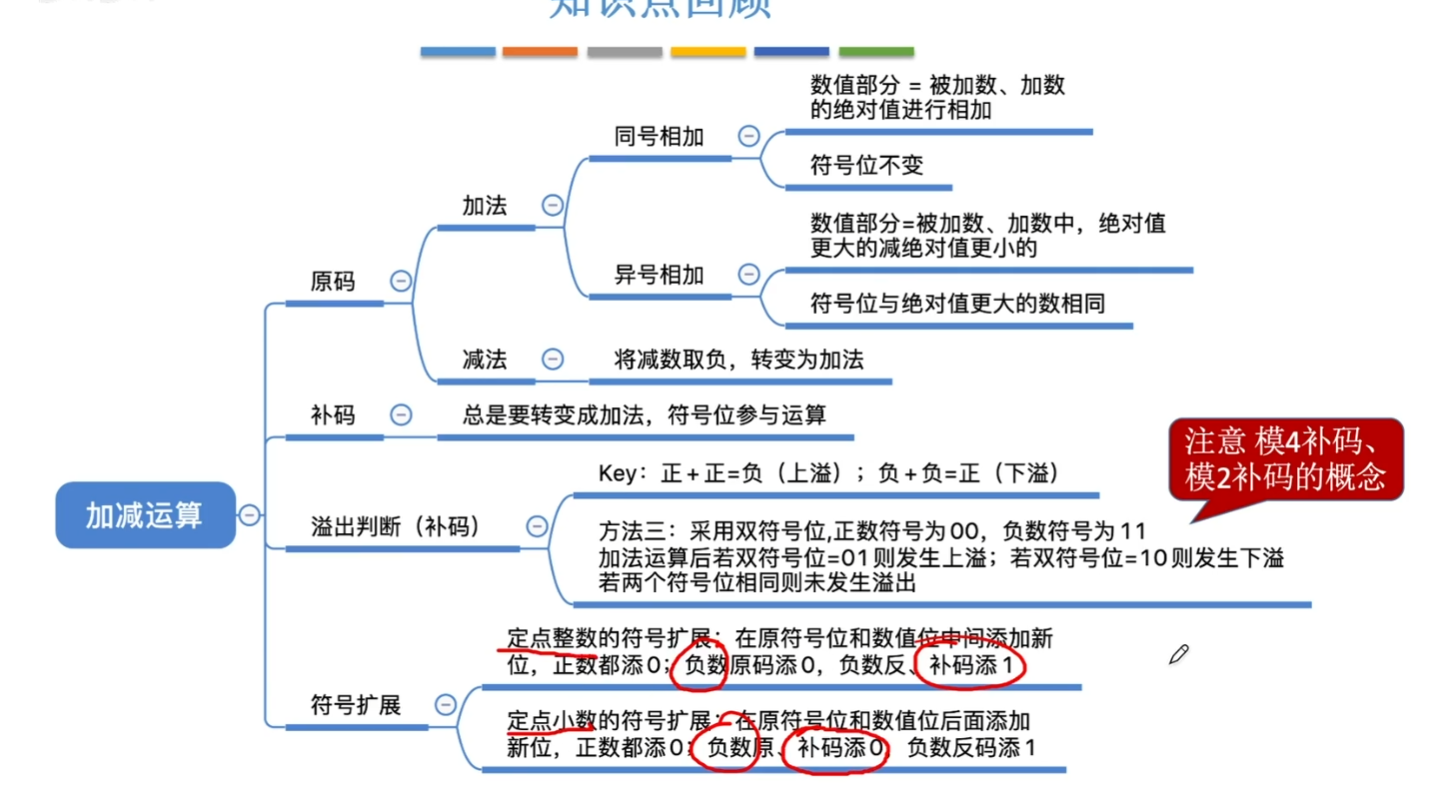 知识点回顾
数值部分 = 被加数、加数
的绝对值进行相加
同号相加
符号位不变
加法
数值部分=被加数、加数中，绝对值
更大的减绝对值更小的
异号相加
符号位与绝对值更大的数相同
原码
减法
将减数取负，转变为加法
补码
总是要转变成加法，符号位参与运算
注意 模4补码、
模2补码的概念
加减运算
Key：正+正=负（上溢）；负+负=正（下溢）
溢出判断（补码）
方法三：采用双符号位,正数符号为00，负数符号为11
加法运算后若双符号位=01则发生上溢；若双符号位=10则发生下溢
若两个符号位相同则未发生溢出
定点整数的符号扩展：在原符号位和数值位中间添加新
位，正数都添0；负数原码添0，负数反、补码添1
符号扩展
定点小数的符号扩展：在原符号位和数值位后面添加
新位，正数都添0；负数原、补码添0，负数反码添1